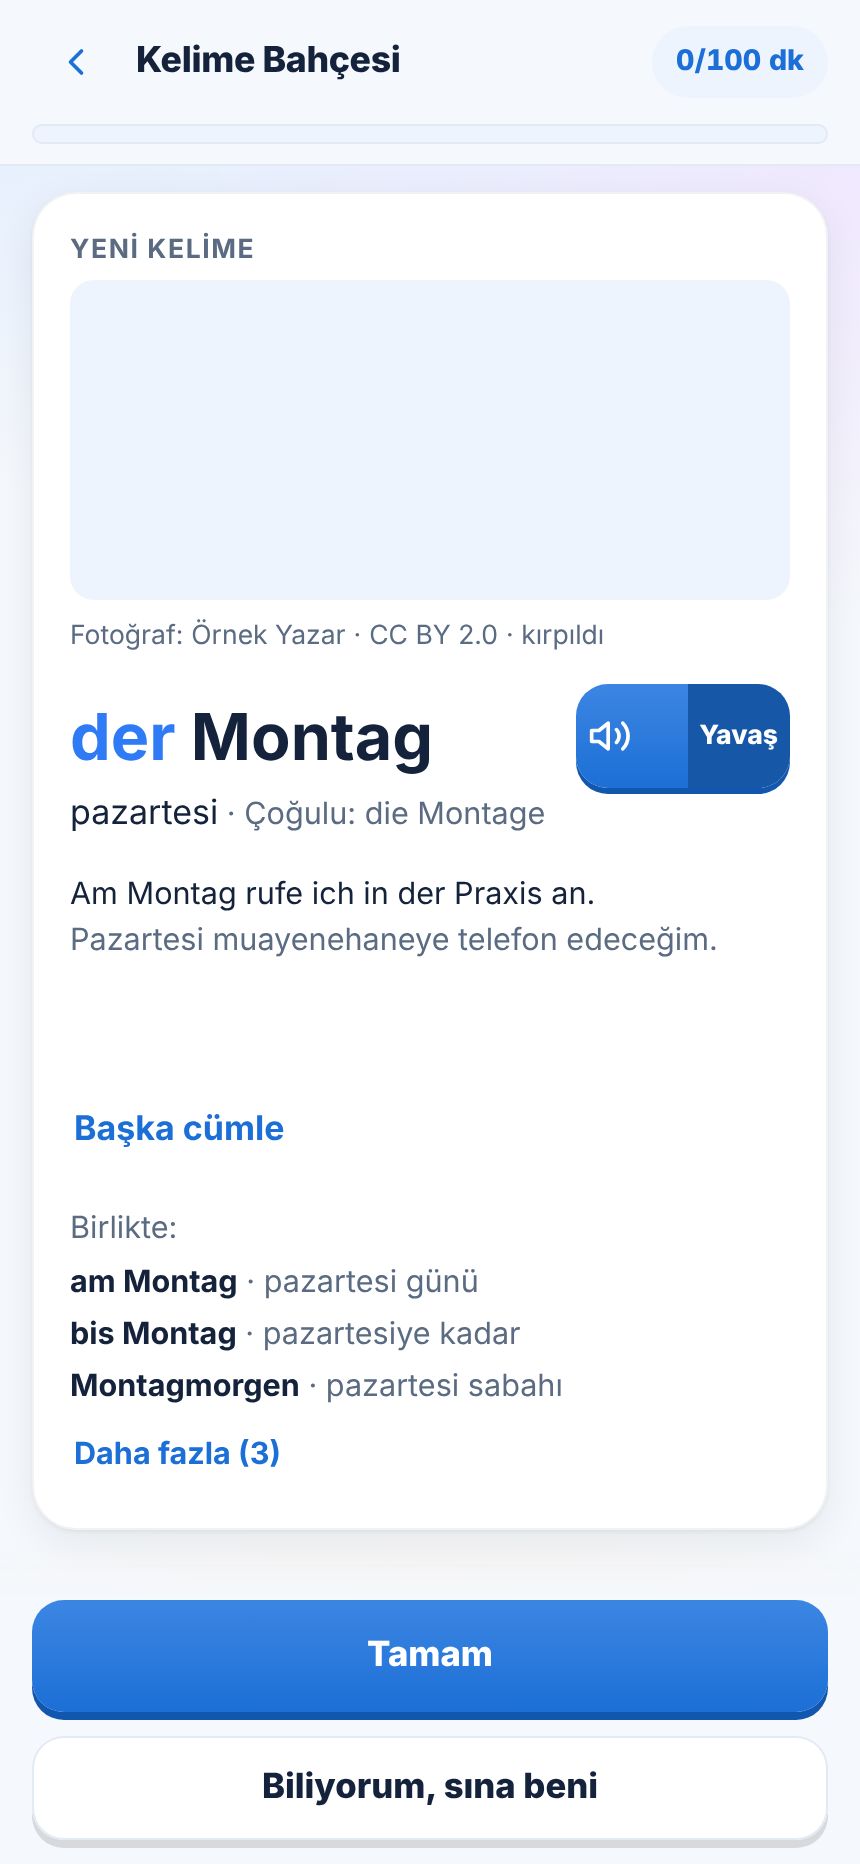 Kelime Bahçesi
0/100 dk
YENİ KELİME
Fotoğraf: Örnek Yazar · CC BY 2.0 · kırpıldı
der Montag
Yavaş
pazartesi · Çoğulu: die Montage
Am Montag rufe ich in der Praxis an.
Pazartesi muayenehaneye telefon edeceğim.
Başka cümle
Birlikte:
am Montag · pazartesi günü
bis Montag · pazartesiye kadar
Montagmorgen · pazartesi sabahı
Daha fazla (3)
Tamam
Biliyorum, sına beni